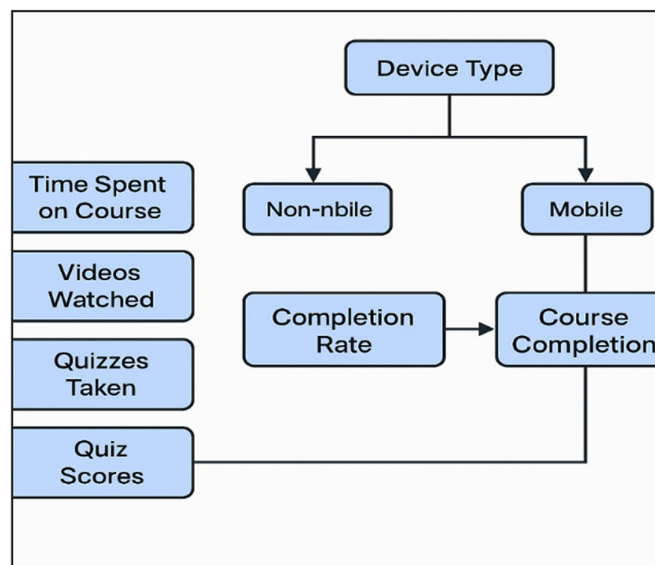 Device Type
Time Spent
on Course
Non-nbile
Mobile
Videos
Watched
Completion
Rate
Course
Completion
Quizzes
Taken
Quiz
Scores